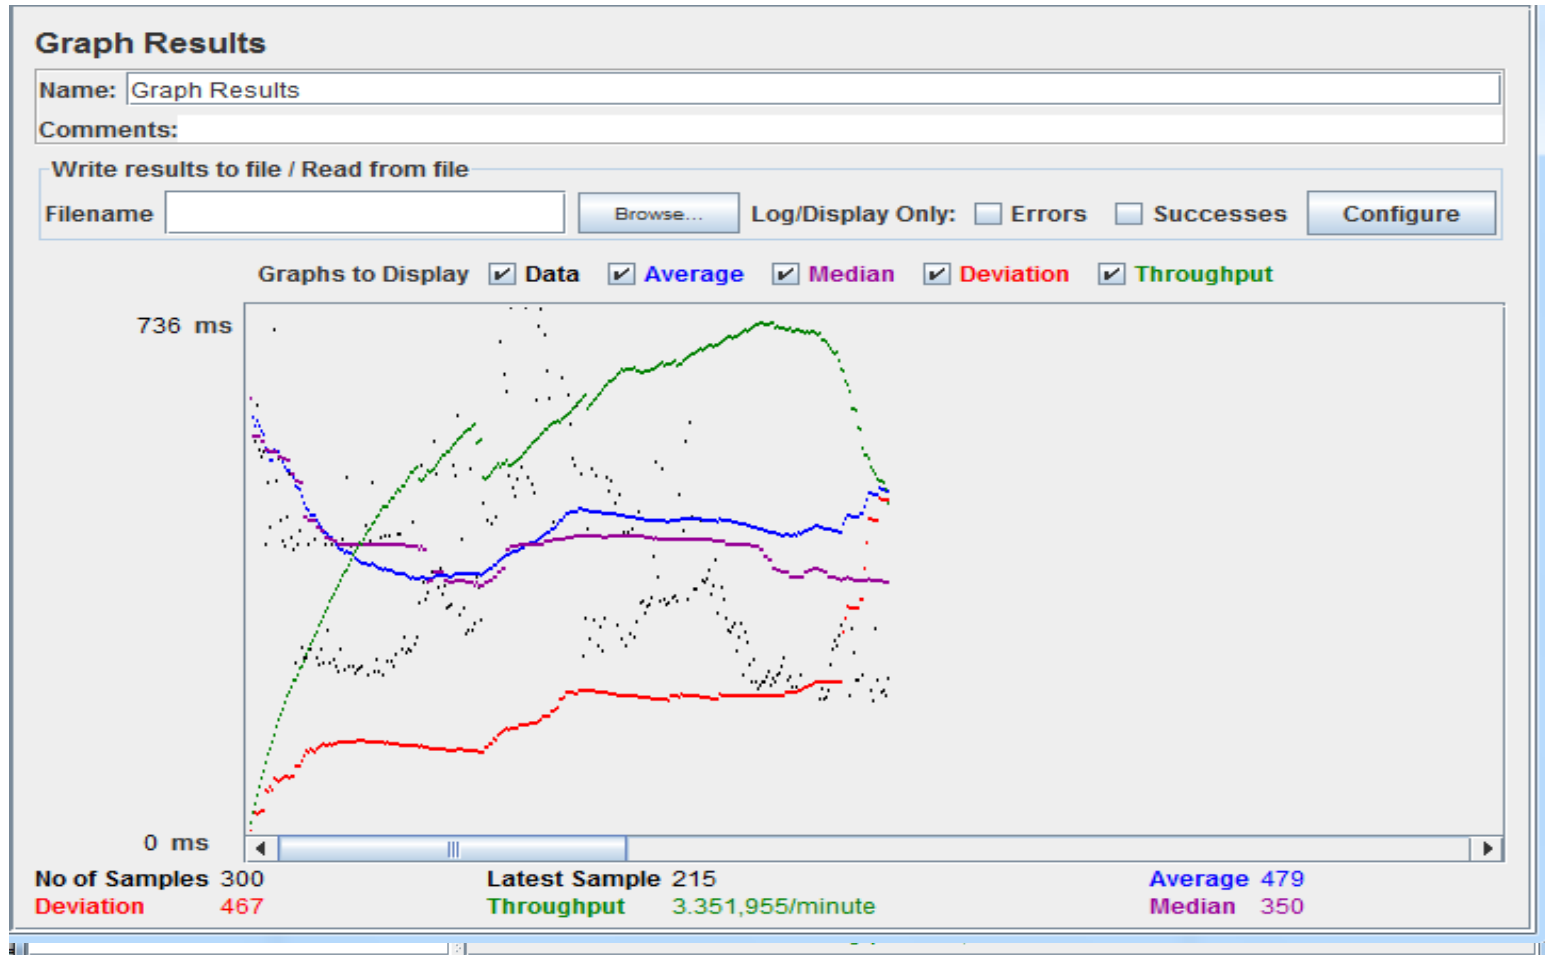 Graph Results
Name: Graph Results
Comments:
Write results to file / Read from file
Filename Browse... Log/Display Only: Errors Successes Configure
Graphs to Display Data Average Median Deviation Throughput
736 ms
0 ms
No of Samples 300 Latest Sample 215 Average 479
Deviation 467 Throughput 3.351,955/minute Median 350